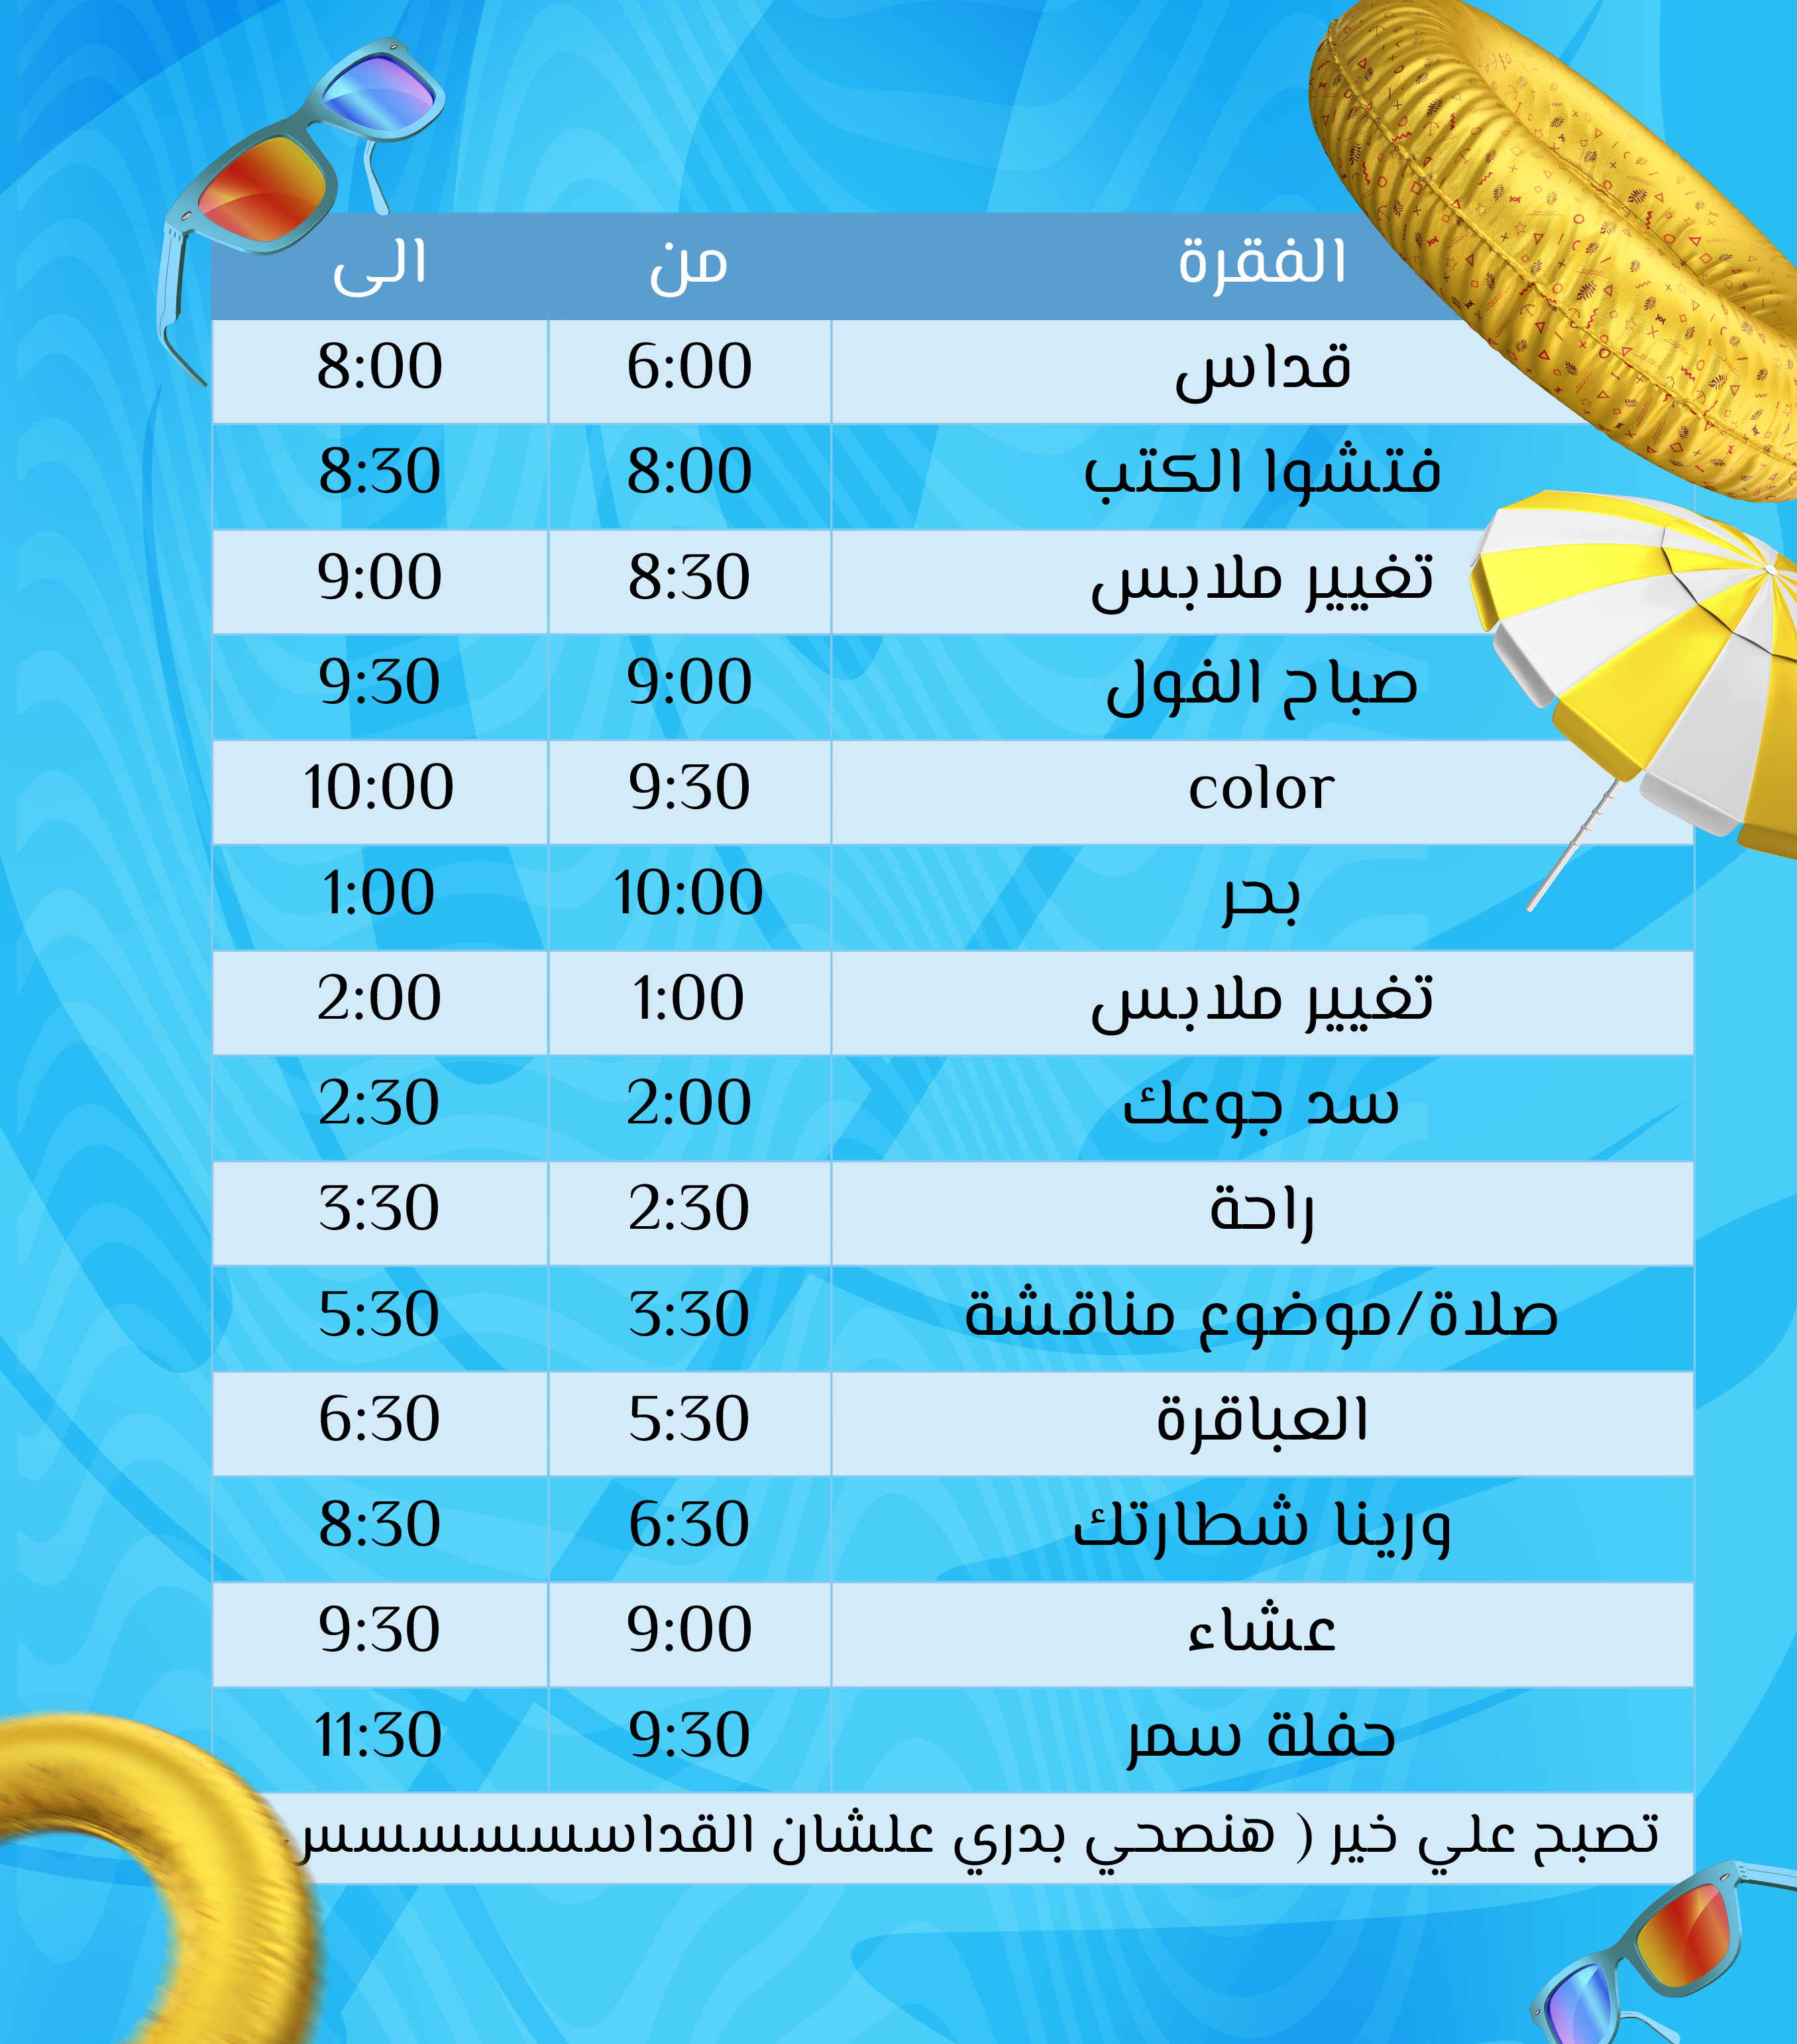 الفقرة من الى
قداس 6:00 8:00
فتشوا الكتب 8:00 8:30
تغيير ملابس 8:30 9:00
صباح الفول 9:00 9:30
color 9:30 10:00
بحر 10:00 1:00
تغيير ملابس 1:00 2:00
سد جوعك 2:00 2:30
راحة 2:30 3:30
صلاة/موضوع مناقشة 3:30 5:30
العباقرة 5:30 6:30
ورينا شطارتك 6:30 8:30
عشاء 9:00 9:30
حفلة سمر 9:30 11:30
تصبح علي خير ( هنصحي بدري علشان القداسسسسسسس